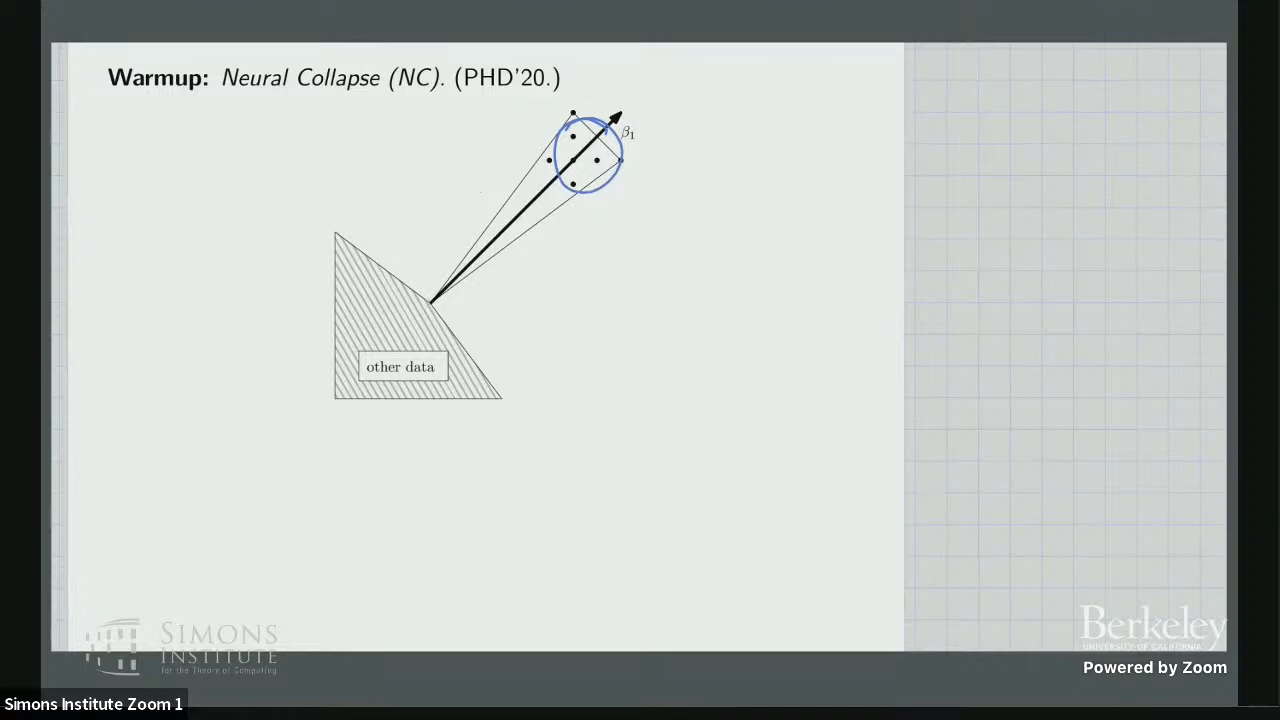 Warmup: Neural Collapse (NC). (PHD'20.)
β₁
other data
SIMONS
INSTITUTE
for the Theory of Computing
Berkeley
UNIVERSITY OF CALIFORNIA
Powered by Zoom
Simons Institute Zoom 1